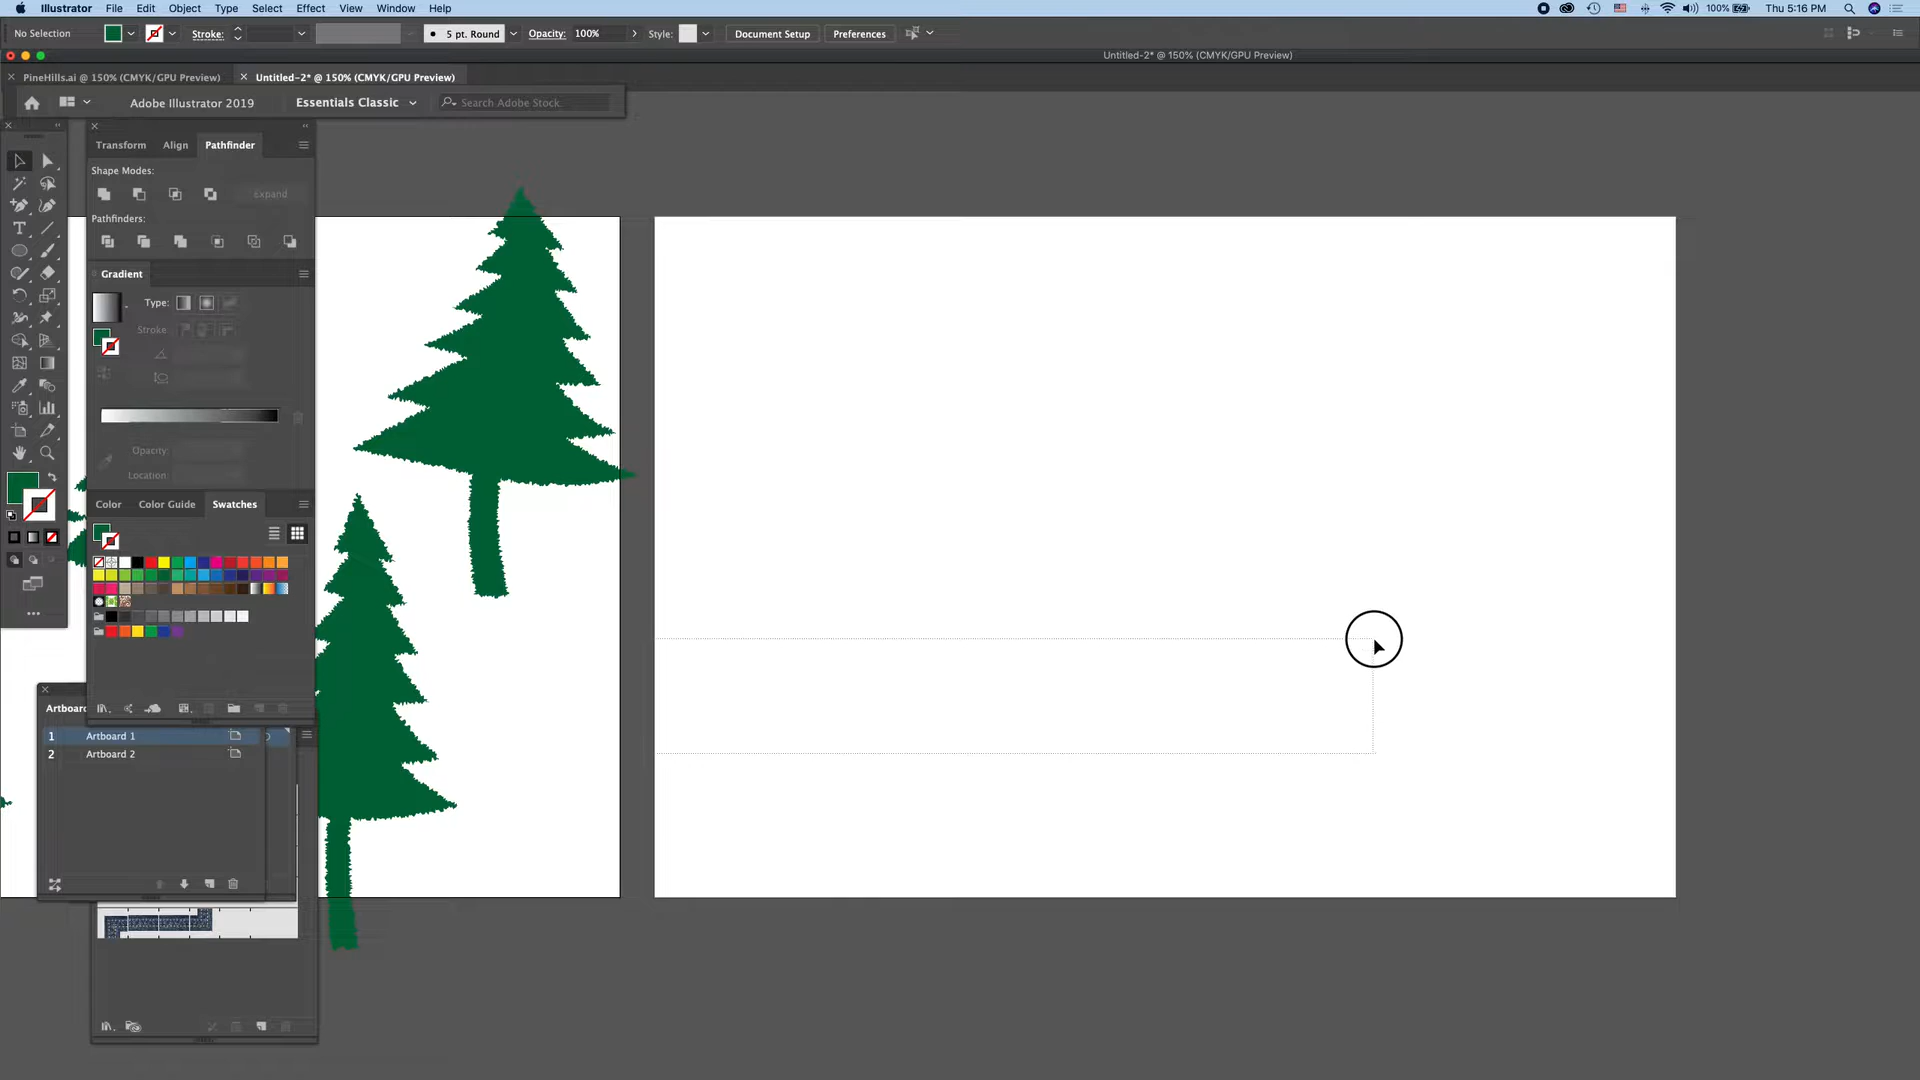 Illustrator File Edit Object Type Select Effect View Window Help 100% Thu 5:16 PM
No Selection Stroke: 5 pt. Round Opacity: 100% Style: Document Setup Preferences
Untitled-2* @ 150% (CMYK/GPU Preview)
PineHills.ai @ 150% (CMYK/GPU Preview) Untitled-2* @ 150% (CMYK/GPU Preview)
Adobe Illustrator 2019 Essentials Classic Search Adobe Stock
Transform Align Pathfinder
Shape Modes:
Expand
Pathfinders:
Gradient
Type:
Stroke
Opacity:
Location:
Color Color Guide Swatches
Artboard
1 Artboard 1
2 Artboard 2